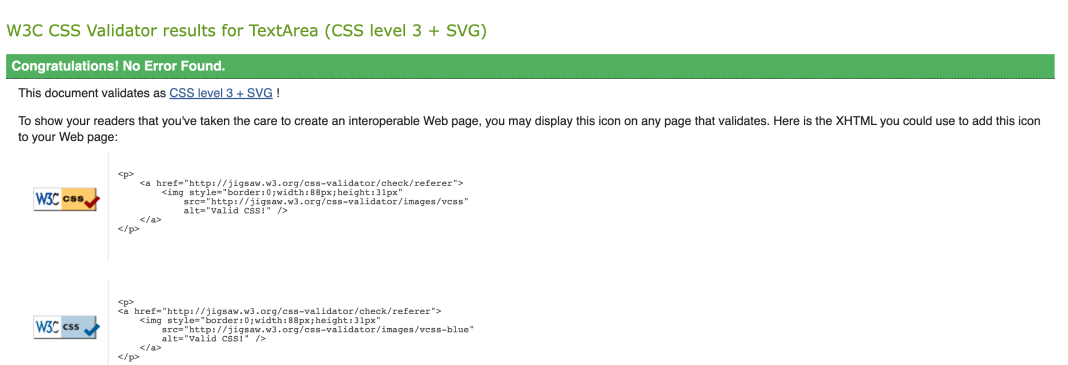 W3C CSS Validator results for TextArea (CSS level 3 + SVG)
Congratulations! No Error Found.
This document validates as CSS level 3 + SVG !
To show your readers that you've taken the care to create an interoperable Web page, you may display this icon on any page that validates. Here is the XHTML you could use to add this icon
to your Web page:
W3C css
<p>
    <a href="http://jigsaw.w3.org/css-validator/check/referer">
        <img style="border:0;width:88px;height:31px"
            src="http://jigsaw.w3.org/css-validator/images/vcss"
            alt="Valid CSS!" />
    </a>
</p>
W3C css
<p>
<a href="http://jigsaw.w3.org/css-validator/check/referer">
    <img style="border:0;width:88px;height:31px"
        src="http://jigsaw.w3.org/css-validator/images/vcss-blue"
        alt="Valid CSS!" />
    </a>
</p>